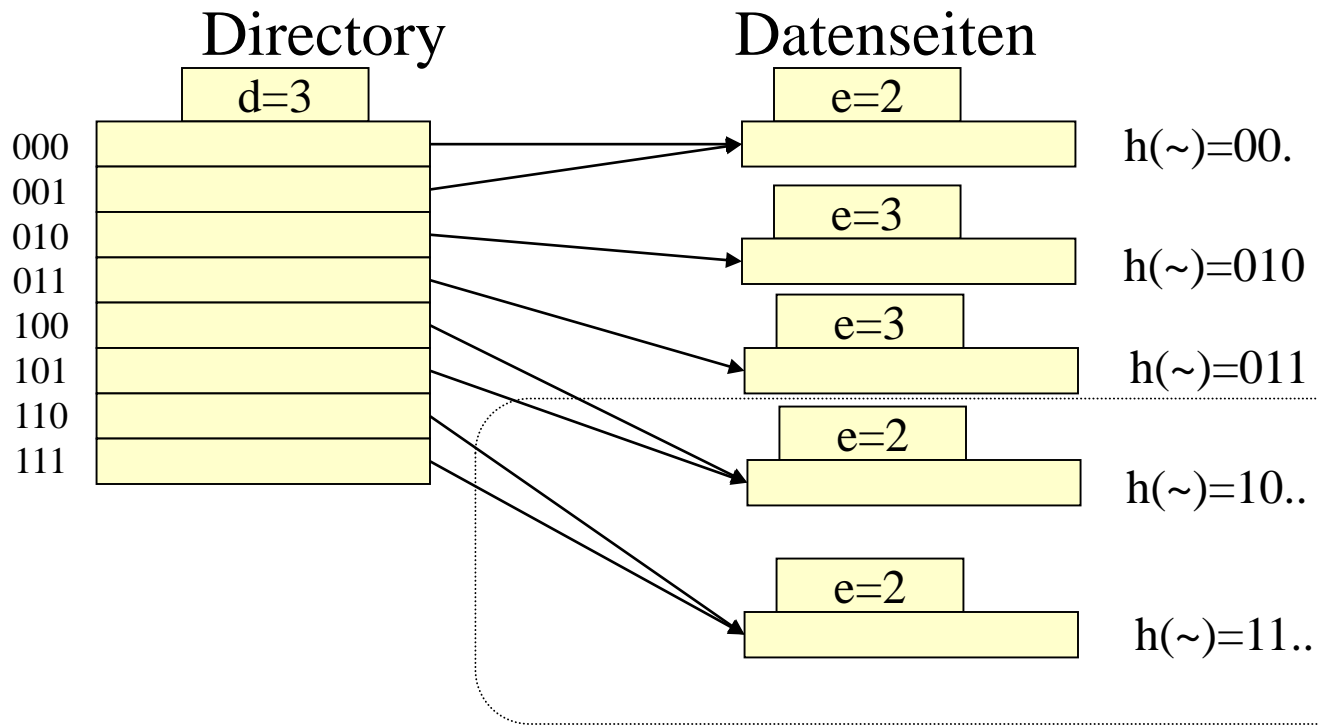 Directory
Datenseiten
d=3
000
001
010
011
100
101
110
111
e=2
h(~)=00.
e=3
h(~)=010
e=3
h(~)=011
e=2
h(~)=10..
e=2
h(~)=11..